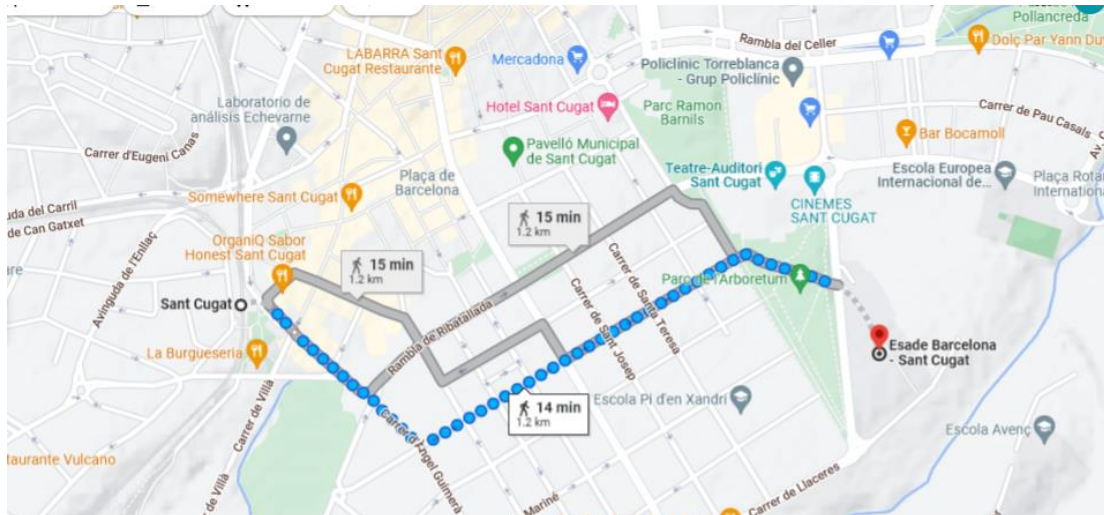 Pollancreda
Rambla del Celler
Dolç Par Yann Duy
LABARRA Sant
Cugat Restaurante
Mercadona
Policlínic Torreblanca
- Grup Policlínic
Laboratorio de
análisis Echevarne
Hotel Sant Cugat
Parc Ramon
Barnils
Carrer de Pau Casals
Bar Bocamoll
Carrer d'Eugeni Canas
Pavelló Municipal
de Sant Cugat
Plaça de
Barcelona
Teatre-Auditori
Sant Cugat
Escola Europea
Internacional de...
Plaça Rota
International
Somewhere Sant Cugat
CINEMES
SANT CUGAT
uda del Carril
de Can Gatxet
15 min
1.2 km
OrganiQ Sabor
Honest Sant Cugat
15 min
1.2 km
Avinguda de l'Enllaç
Parc de l'Arboretum
Carrer de Santa Teresa
Carrer de Sant Josep
Sant Cugat
Rambla de Ribatallada
Esade Barcelona
- Sant Cugat
La Burgueseria
14 min
1.2 km
Escola Pi d'en Xandri
Carrer de Villà
Carrer d'Àngel Guimerà
Escola Avenç
taurante Vulcano
Carrer de Llaceres
Mariné
de Villà